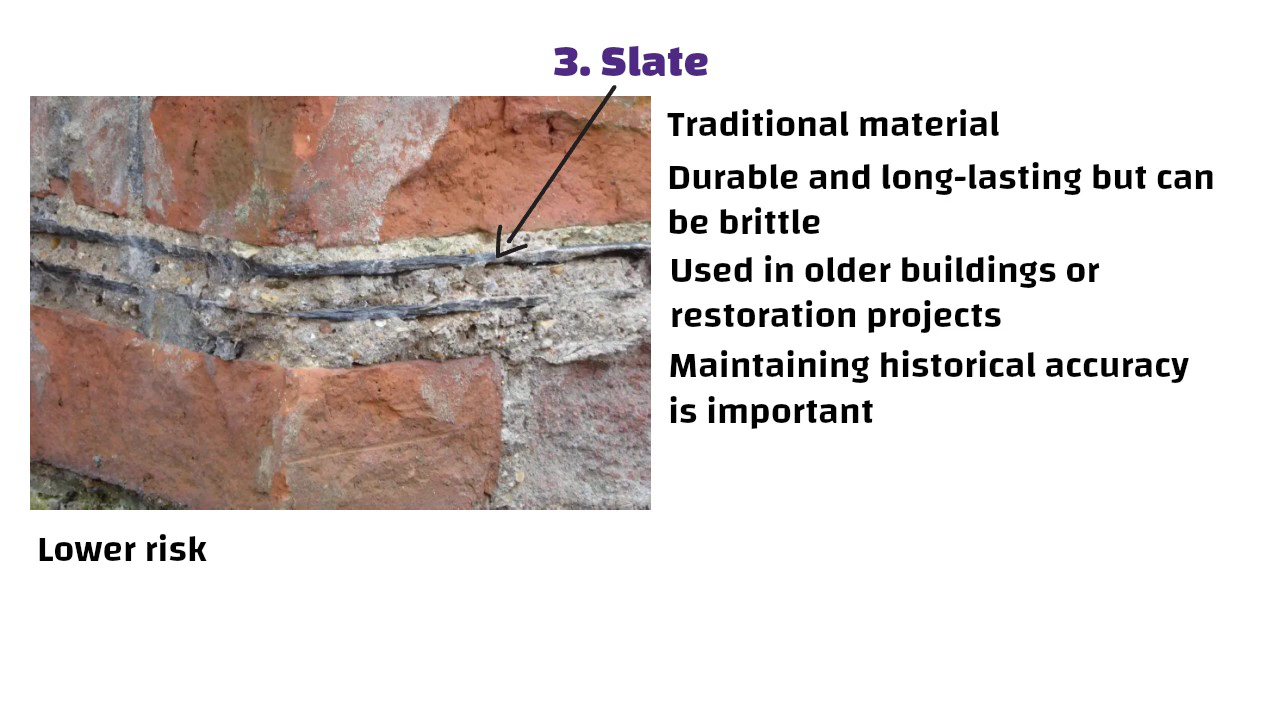 3. Slate
Traditional material
Durable and long-lasting but can
be brittle
Used in older buildings or
restoration projects
Maintaining historical accuracy
is important
Lower risk